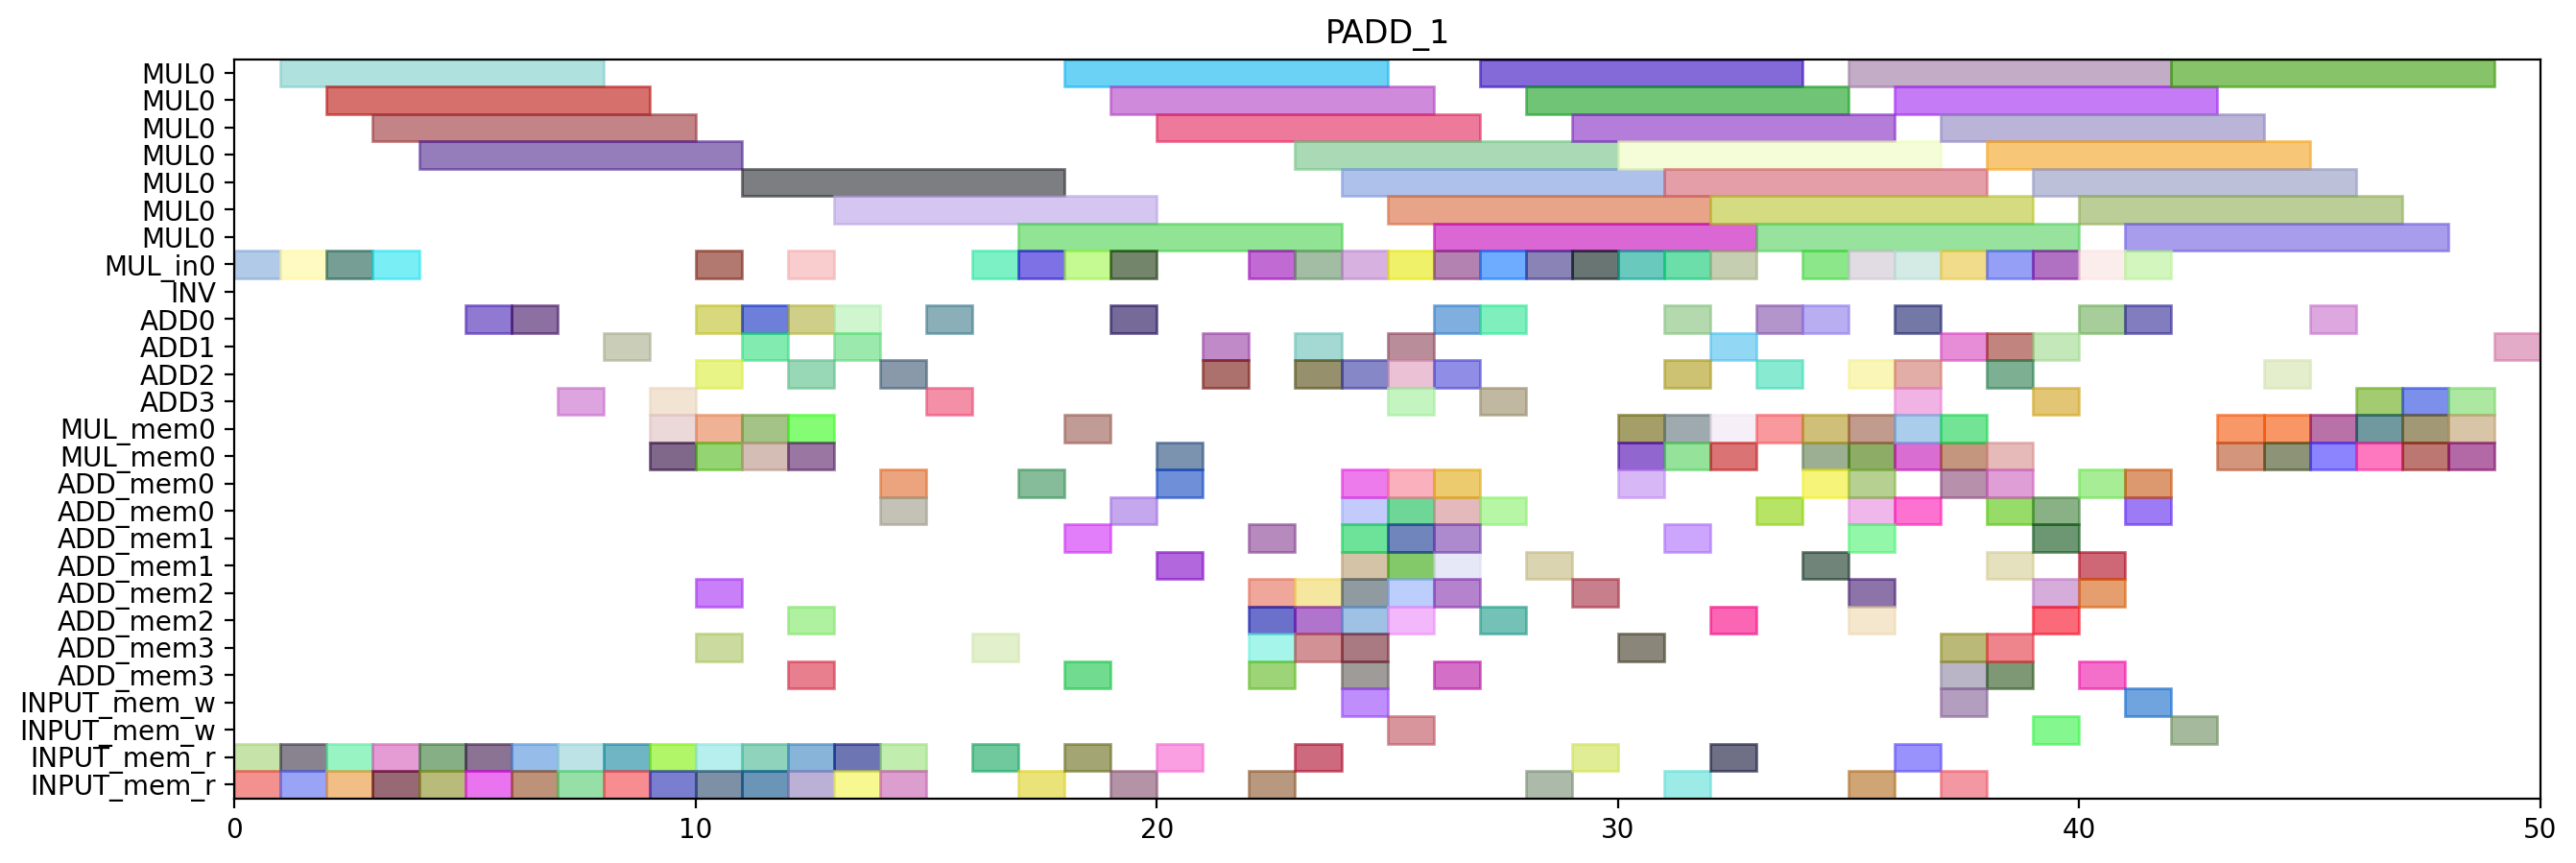 PADD_1
MUL0
MUL0
MUL0
MUL0
MUL0
MUL0
MUL0
MUL_in0
INV
ADD0
ADD1
ADD2
ADD3
MUL_mem0
MUL_mem0
ADD_mem0
ADD_mem0
ADD_mem1
ADD_mem1
ADD_mem2
ADD_mem2
ADD_mem3
ADD_mem3
INPUT_mem_w
INPUT_mem_w
INPUT_mem_r
INPUT_mem_r
0 10 20 30 40 50